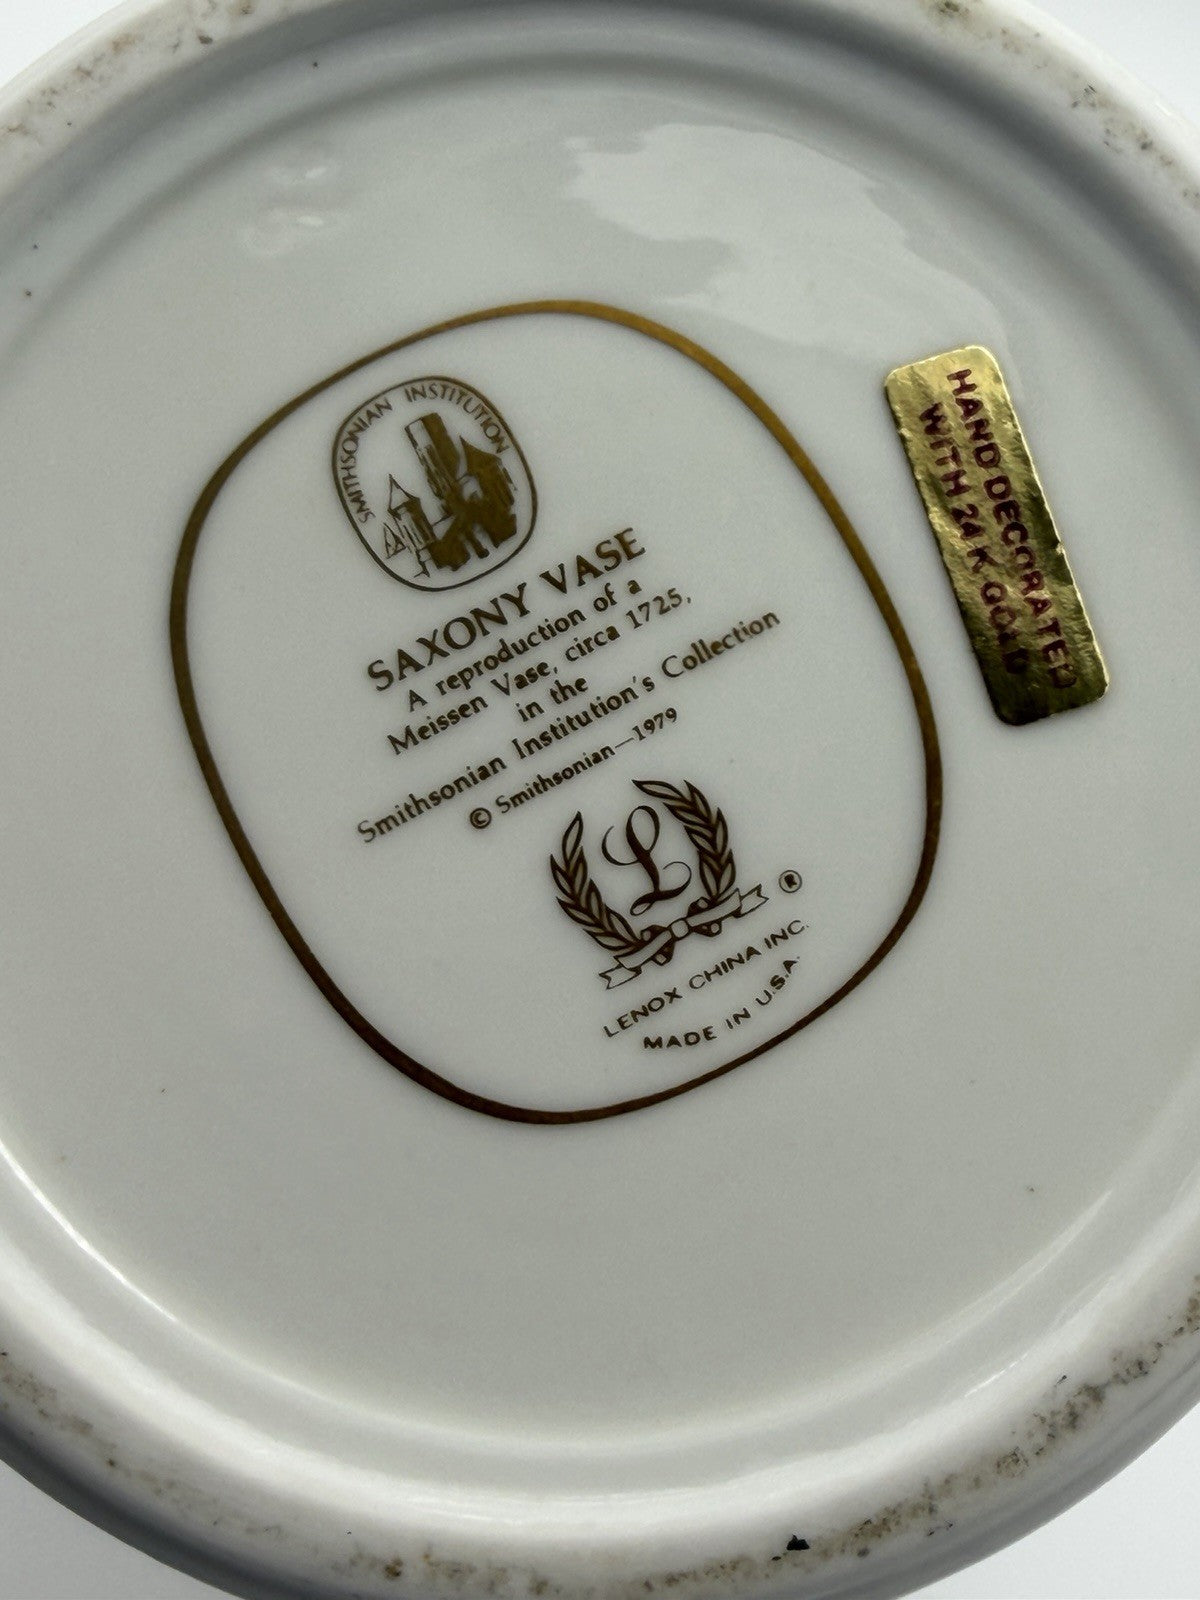 SMITHSONIAN INSTITUTION
SAXONY VASE
A reproduction of a
Meissen Vase, circa 1725,
in the
Smithsonian Institution's Collection
© Smithsonian—1979
L
®
LENOX CHINA INC.
MADE IN U.S.A.
HAND DECORATED
WITH 24 K GOLD